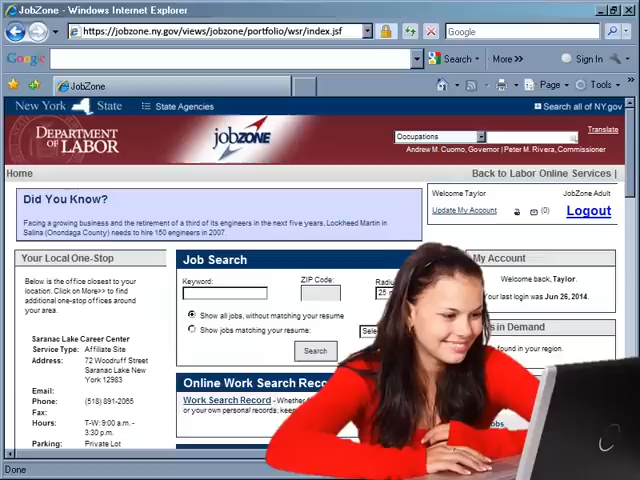 JobZone - Windows Internet Explorer
https://jobzone.ny.gov/views/jobzone/portfolio/wsr/index.jsf
Google
Google
Search
More >>
Sign In
JobZone
Page
Tools
New York State
State Agencies
Search all of NY.gov
DEPARTMENT
OF LABOR
jobZONE
Occupations
Translate
Andrew M. Cuomo, Governor | Peter M. Rivera, Commissioner
Home
Back to Labor Online Services |
Did You Know?
Facing a growing business and the retirement of a third of its engineers in the next five years, Lockheed Martin in
Salina (Onondaga County) needs to hire 150 engineers in 2007.
Welcome Taylor.
JobZone Adult
Update My Account
(0)
Logout
Your Local One-Stop
Below is the office closest to your
location. Click on More>> to find
additional one-stop offices around
your area.
Saranac Lake Career Center
Service Type: Affiliate Site
Address: 72 Woodruff Street
Saranac Lake New
York 12983
Email:
Phone: (518) 891-2055
Fax:
Hours: T-W: 9:00 a.m.-
3:30 p.m.
Parking: Private Lot
Job Search
Keyword:
ZIP Code:
25
Show all jobs, without matching your resume
Show jobs matching your resume:
Search
Online Work Search
Work Search Record
or your own personal records,
My Account
Welcome back, Taylor.
Your last login was Jun 26, 2014.
in Demand
found in your region.
Done